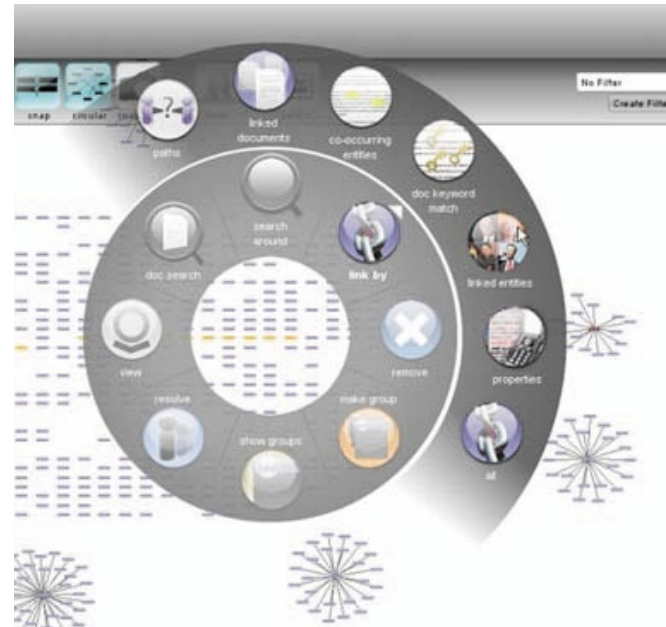 No Filter
Create Filte
snap
circular
paths
linked
documents
co-occurring
entities
doc keyword
match
linked entities
properties
all
search
around
link by
doc search
remove
view
make group
resolve
show groups